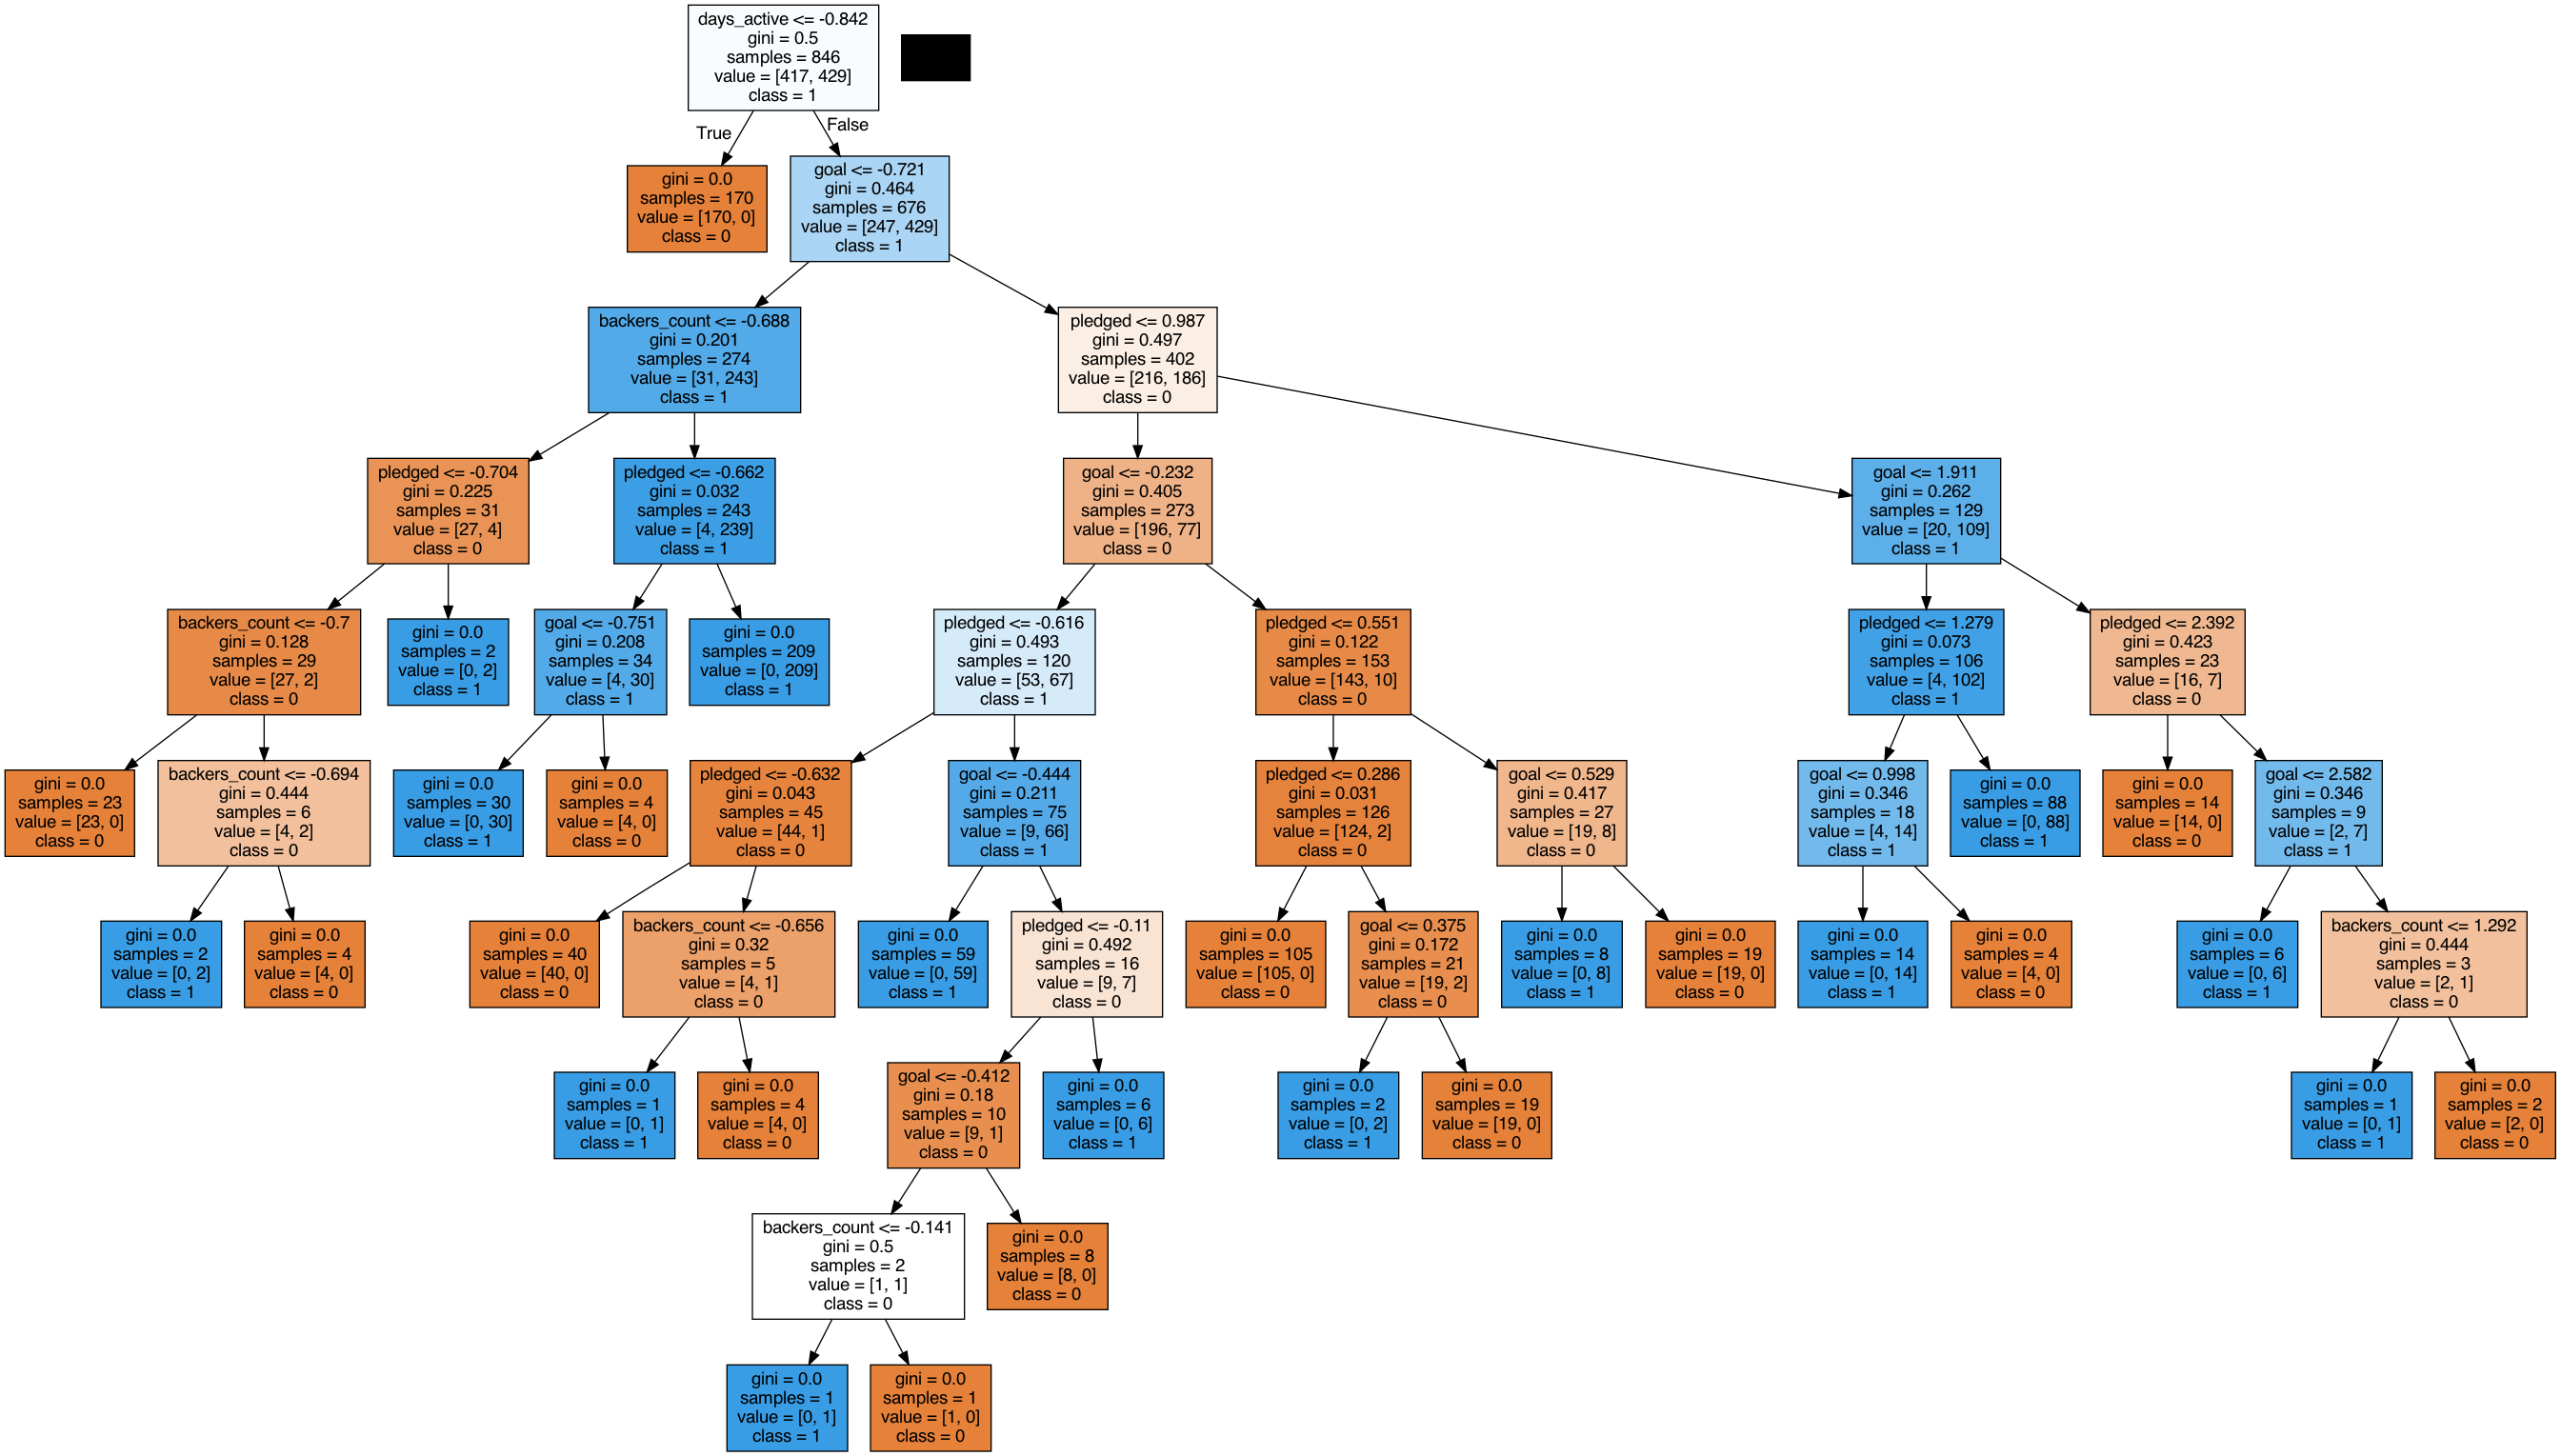 days_active <= -0.842
gini = 0.5
samples = 846
value = [417, 429]
class = 1
True
False
gini = 0.0
samples = 170
value = [170, 0]
class = 0
goal <= -0.721
gini = 0.464
samples = 676
value = [247, 429]
class = 1
backers_count <= -0.688
gini = 0.201
samples = 274
value = [31, 243]
class = 1
pledged <= 0.987
gini = 0.497
samples = 402
value = [216, 186]
class = 0
pledged <= -0.704
gini = 0.225
samples = 31
value = [27, 4]
class = 0
pledged <= -0.662
gini = 0.032
samples = 243
value = [4, 239]
class = 1
goal <= -0.232
gini = 0.405
samples = 273
value = [196, 77]
class = 0
goal <= 1.911
gini = 0.262
samples = 129
value = [20, 109]
class = 1
backers_count <= -0.7
gini = 0.128
samples = 29
value = [27, 2]
class = 0
gini = 0.0
samples = 2
value = [0, 2]
class = 1
goal <= -0.751
gini = 0.208
samples = 34
value = [4, 30]
class = 1
gini = 0.0
samples = 209
value = [0, 209]
class = 1
pledged <= -0.616
gini = 0.493
samples = 120
value = [53, 67]
class = 1
pledged <= 0.551
gini = 0.122
samples = 153
value = [143, 10]
class = 0
pledged <= 1.279
gini = 0.073
samples = 106
value = [4, 102]
class = 1
pledged <= 2.392
gini = 0.423
samples = 23
value = [16, 7]
class = 0
gini = 0.0
samples = 23
value = [23, 0]
class = 0
backers_count <= -0.694
gini = 0.444
samples = 6
value = [4, 2]
class = 0
gini = 0.0
samples = 30
value = [0, 30]
class = 1
gini = 0.0
samples = 4
value = [4, 0]
class = 0
pledged <= -0.632
gini = 0.043
samples = 45
value = [44, 1]
class = 0
goal <= -0.444
gini = 0.211
samples = 75
value = [9, 66]
class = 1
pledged <= 0.286
gini = 0.031
samples = 126
value = [124, 2]
class = 0
goal <= 0.529
gini = 0.417
samples = 27
value = [19, 8]
class = 0
goal <= 0.998
gini = 0.346
samples = 18
value = [4, 14]
class = 1
gini = 0.0
samples = 88
value = [0, 88]
class = 1
gini = 0.0
samples = 14
value = [14, 0]
class = 0
goal <= 2.582
gini = 0.346
samples = 9
value = [2, 7]
class = 1
gini = 0.0
samples = 2
value = [0, 2]
class = 1
gini = 0.0
samples = 4
value = [4, 0]
class = 0
gini = 0.0
samples = 40
value = [40, 0]
class = 0
backers_count <= -0.656
gini = 0.32
samples = 5
value = [4, 1]
class = 0
gini = 0.0
samples = 59
value = [0, 59]
class = 1
pledged <= -0.11
gini = 0.492
samples = 16
value = [9, 7]
class = 0
gini = 0.0
samples = 105
value = [105, 0]
class = 0
goal <= 0.375
gini = 0.172
samples = 21
value = [19, 2]
class = 0
gini = 0.0
samples = 8
value = [0, 8]
class = 1
gini = 0.0
samples = 19
value = [19, 0]
class = 0
gini = 0.0
samples = 14
value = [0, 14]
class = 1
gini = 0.0
samples = 4
value = [4, 0]
class = 0
gini = 0.0
samples = 6
value = [0, 6]
class = 1
backers_count <= 1.292
gini = 0.444
samples = 3
value = [2, 1]
class = 0
gini = 0.0
samples = 1
value = [0, 1]
class = 1
gini = 0.0
samples = 4
value = [4, 0]
class = 0
goal <= -0.412
gini = 0.18
samples = 10
value = [9, 1]
class = 0
gini = 0.0
samples = 6
value = [0, 6]
class = 1
gini = 0.0
samples = 2
value = [0, 2]
class = 1
gini = 0.0
samples = 19
value = [19, 0]
class = 0
gini = 0.0
samples = 1
value = [0, 1]
class = 1
gini = 0.0
samples = 2
value = [2, 0]
class = 0
backers_count <= -0.141
gini = 0.5
samples = 2
value = [1, 1]
class = 0
gini = 0.0
samples = 8
value = [8, 0]
class = 0
gini = 0.0
samples = 1
value = [0, 1]
class = 1
gini = 0.0
samples = 1
value = [1, 0]
class = 0